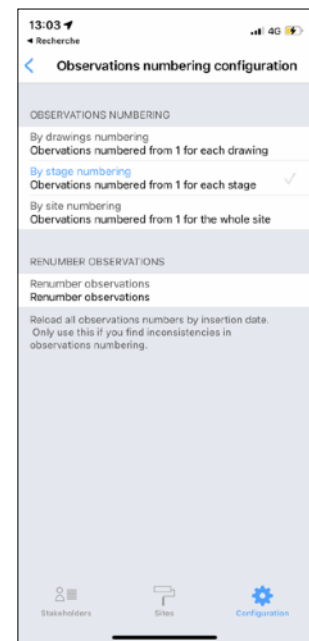 13:03
4G
◀ Recherche
Observations numbering configuration
OBSERVATIONS NUMBERING
By drawings numbering
Obervations numbered from 1 for each drawing
By stage numbering
Obervations numbered from 1 for each stage
By site numbering
Obervations numbered from 1 for the whole site
RENUMBER OBSERVATIONS
Renumber observations
Renumber observations
Reload all observations numbers by insertion date.
Only use this if you find inconsistencies in
observations numbering.
Stakeholders
Sites
Configuration